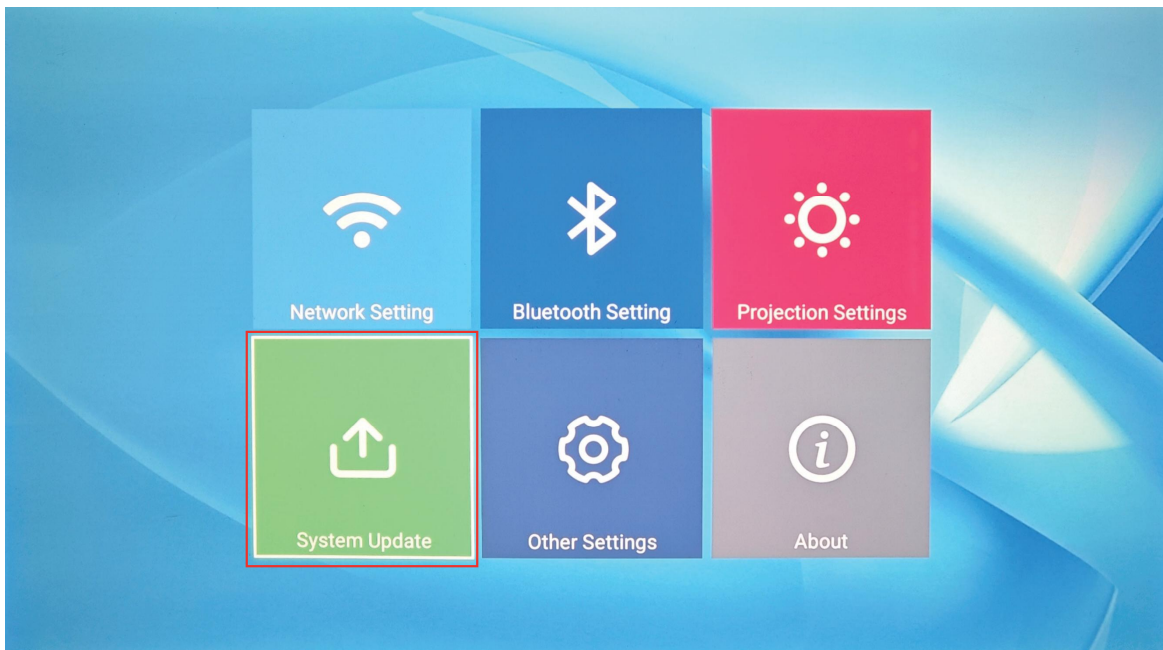 Network Setting
Bluetooth Setting
Projection Settings
System Update
Other Settings
About